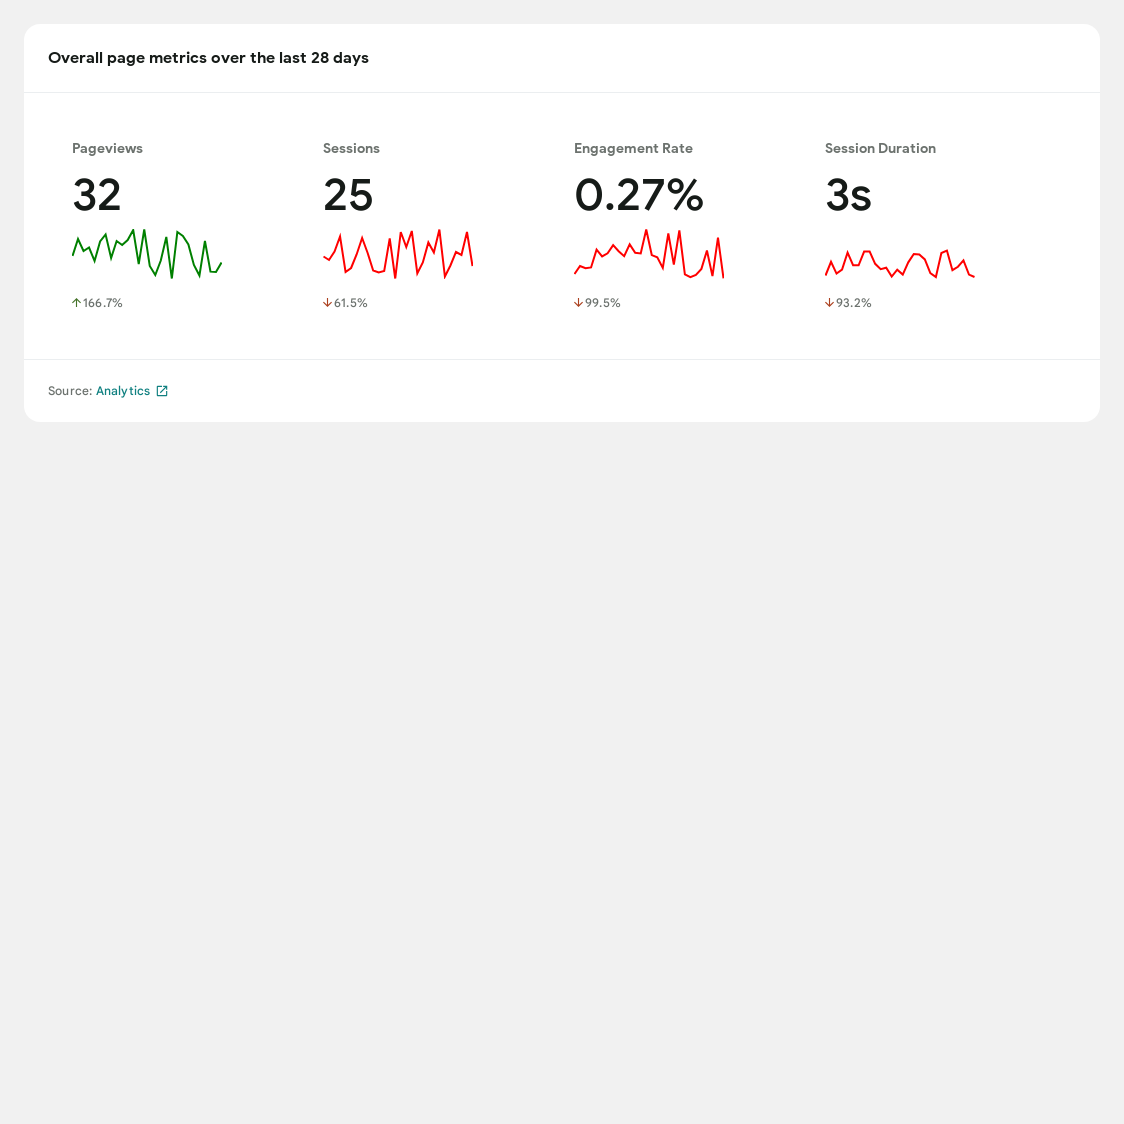 Overall page metrics over the last 28 days
Pageviews
32
166.7%
Sessions
25
61.5%
Engagement Rate
0.27%
99.5%
Session Duration
3s
93.2%
Source: Analytics